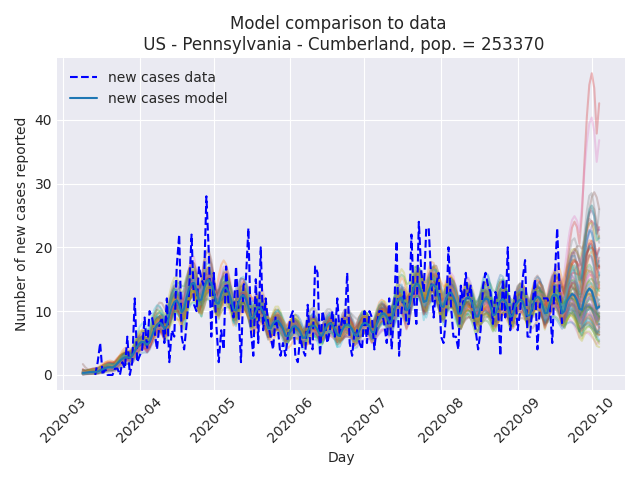 Model comparison to data
US - Pennsylvania - Cumberland, pop. = 253370
new cases data
new cases model
Number of new cases reported
40
30
20
10
0
2020-03
2020-04
2020-05
2020-06
2020-07
2020-08
2020-09
2020-10
Day